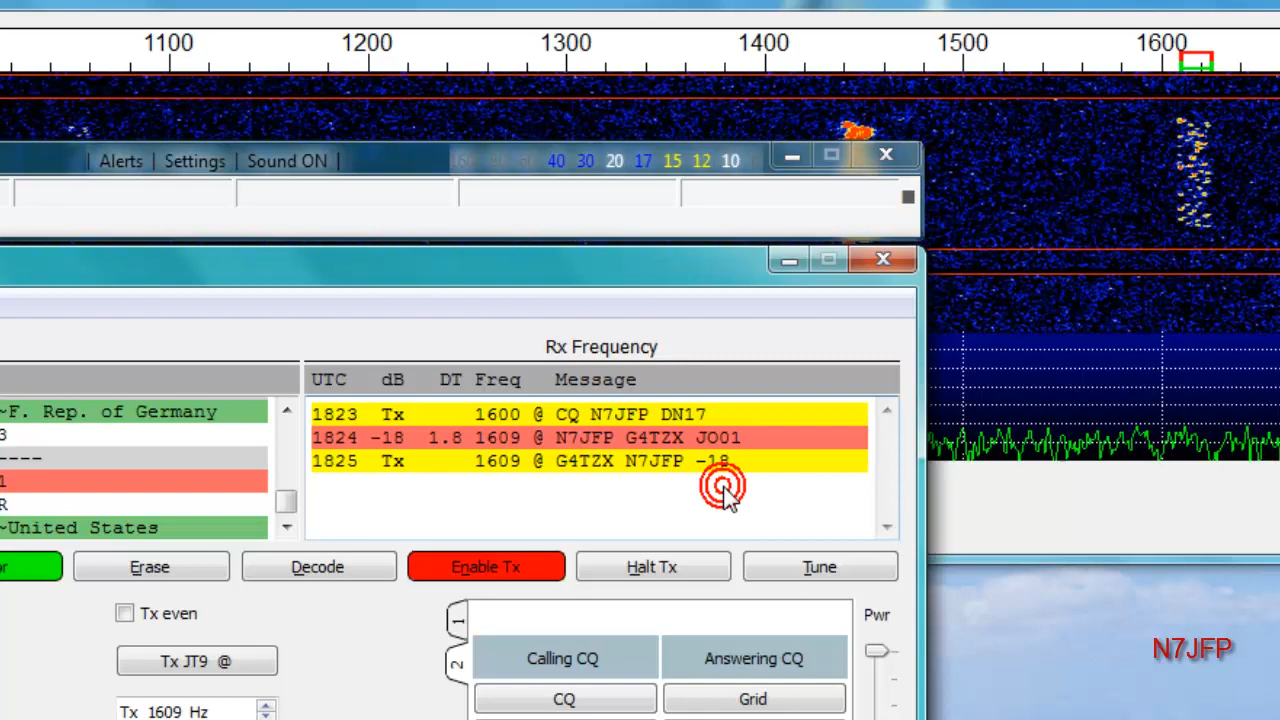 1100 1200 1300 1400 1500 1600
| Alerts | Settings | Sound ON |
40 30 20 17 15 12 10
Rx Frequency
UTC dB DT Freq Message
~F. Rep. of Germany
3
----
1
R
~United States
1823 Tx 1600 @ CQ N7JFP DN17
1824 -18 1.8 1609 @ N7JFP G4TZX JO01
1825 Tx 1609 @ G4TZX N7JFP -18
or
Erase
Decode
Enable Tx
Halt Tx
Tune
Tx even
Tx JT9 @
Tx 1609 Hz
1
2
Calling CQ
Answering CQ
CQ
Grid
Pwr
N7JFP